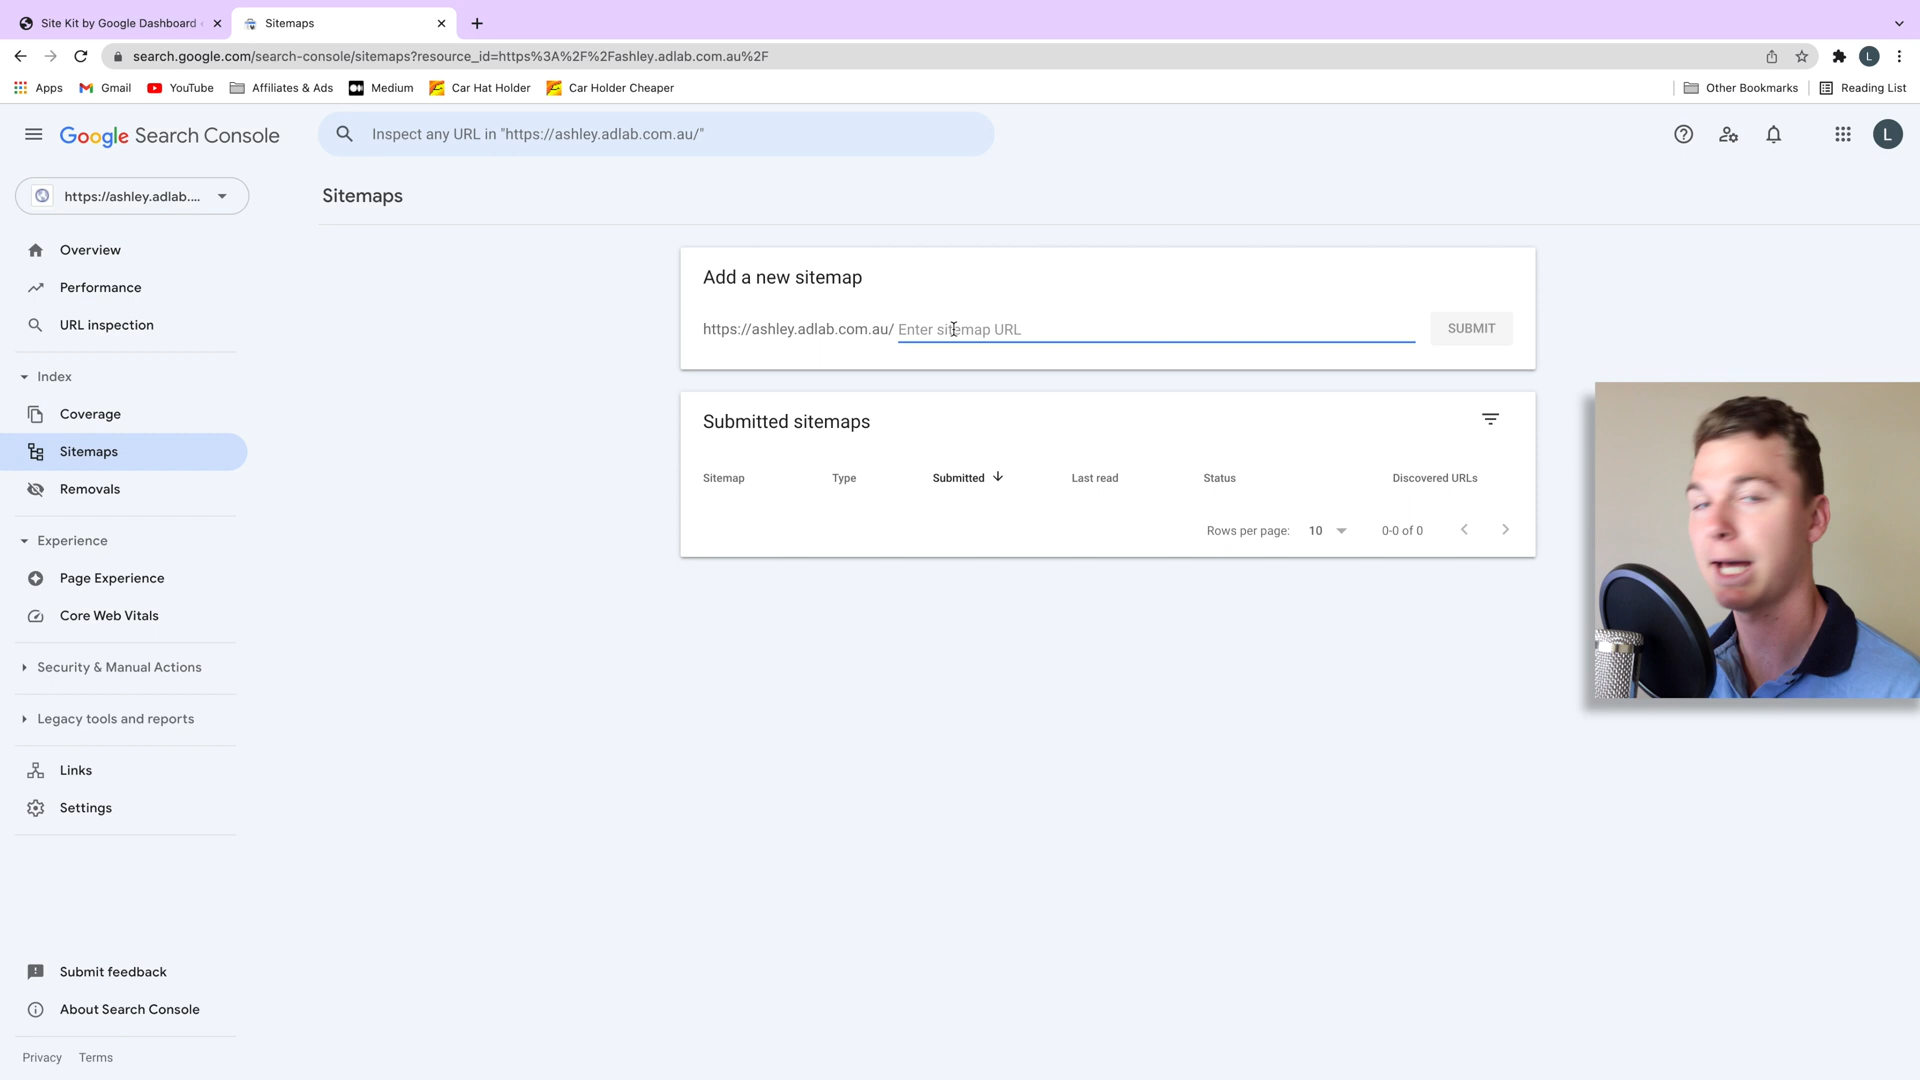 Site Kit by Google Dashboard
Sitemaps
search.google.com/search-console/sitemaps?resource_id=https%3A%2F%2Fashley.adlab.com.au%2F
L
Apps
Gmail
YouTube
Affiliates & Ads
Medium
Car Hat Holder
Car Holder Cheaper
Other Bookmarks
Reading List
Google Search Console
Inspect any URL in "https://ashley.adlab.com.au/"
L
https://ashley.adlab....
Sitemaps
Overview
Performance
URL inspection
Index
Coverage
Sitemaps
Removals
Experience
Page Experience
Core Web Vitals
Security & Manual Actions
Legacy tools and reports
Links
Settings
Submit feedback
About Search Console
Privacy Terms
Add a new sitemap
https://ashley.adlab.com.au/ Enter sitemap URL
SUBMIT
Submitted sitemaps
Sitemap Type Submitted Last read Status Discovered URLs
Rows per page: 10 0-0 of 0